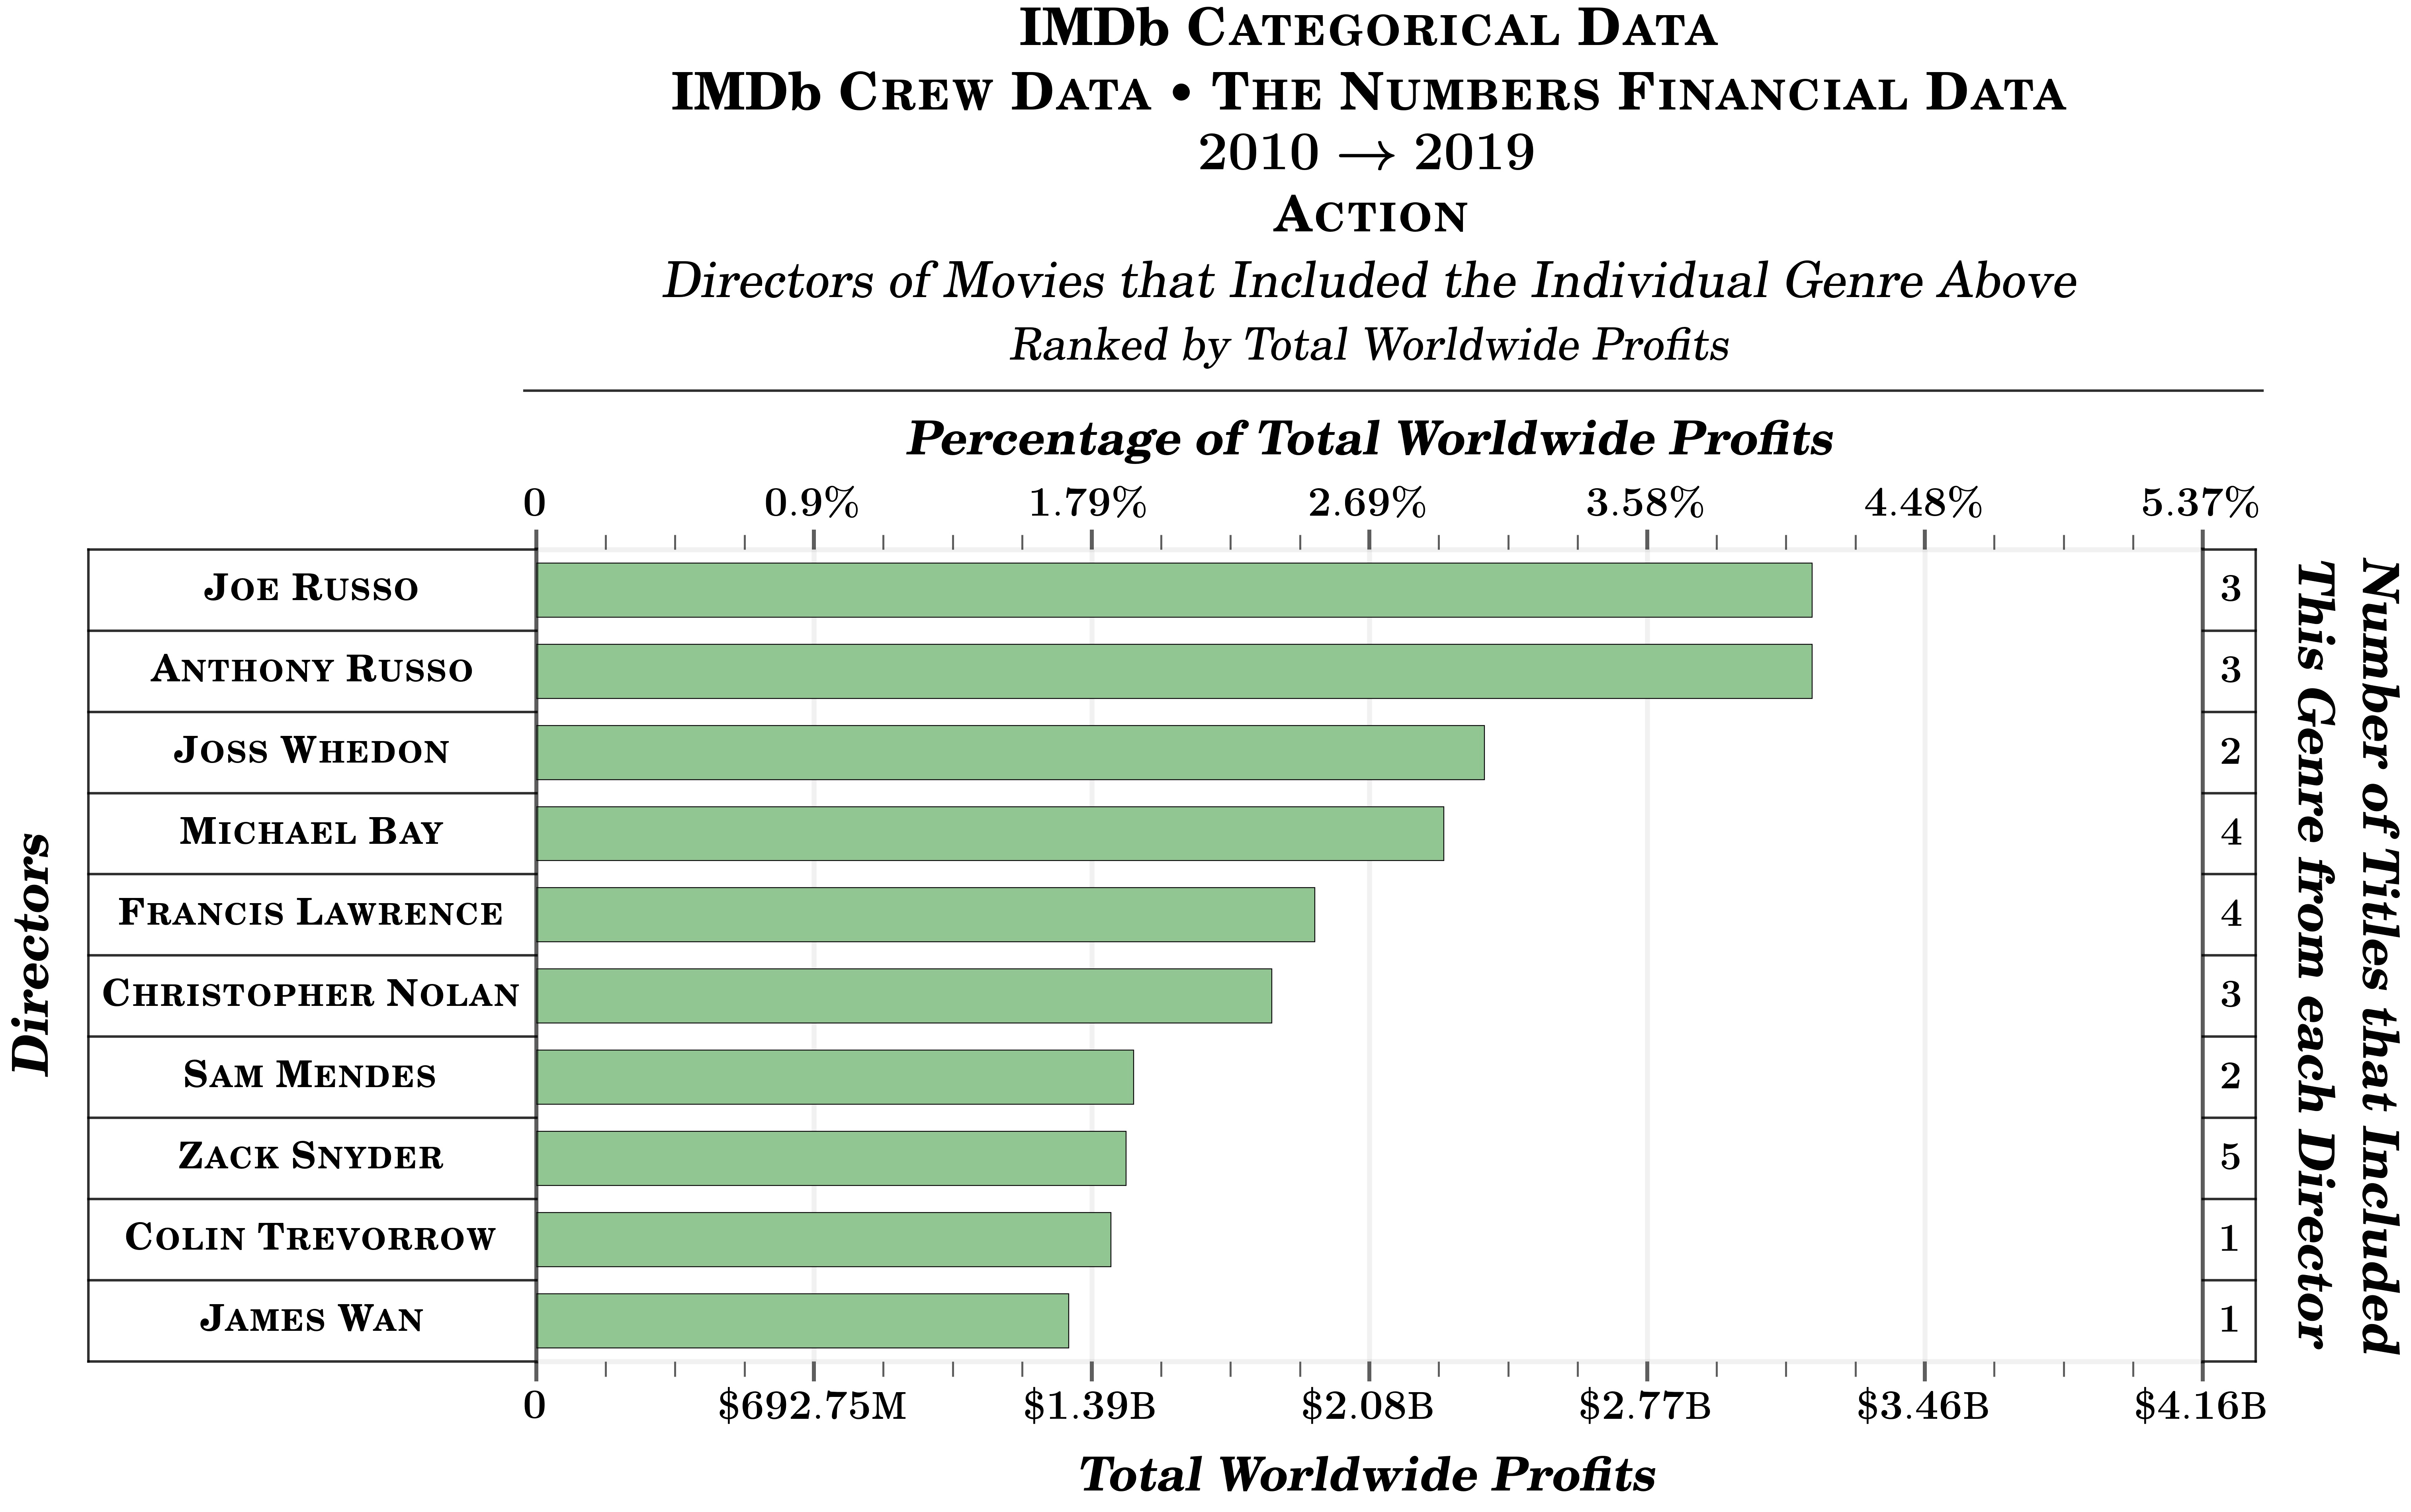 IMDb CATEGORICAL DATA
IMDb CREW DATA • THE NUMBERS FINANCIAL DATA
2010 → 2019
ACTION
Directors of Movies that Included the Individual Genre Above
Ranked by Total Worldwide Profits
Percentage of Total Worldwide Profits
0 0.9% 1.79% 2.69% 3.58% 4.48% 5.37%
Directors
JOE RUSSO 3
ANTHONY RUSSO 3
JOSS WHEDON 2
MICHAEL BAY 4
FRANCIS LAWRENCE 4
CHRISTOPHER NOLAN 3
SAM MENDES 2
ZACK SNYDER 5
COLIN TREVORROW 1
JAMES WAN 1
Number of Titles that Included
This Genre from each Director
0 $692.75M $1.39B $2.08B $2.77B $3.46B $4.16B
Total Worldwide Profits